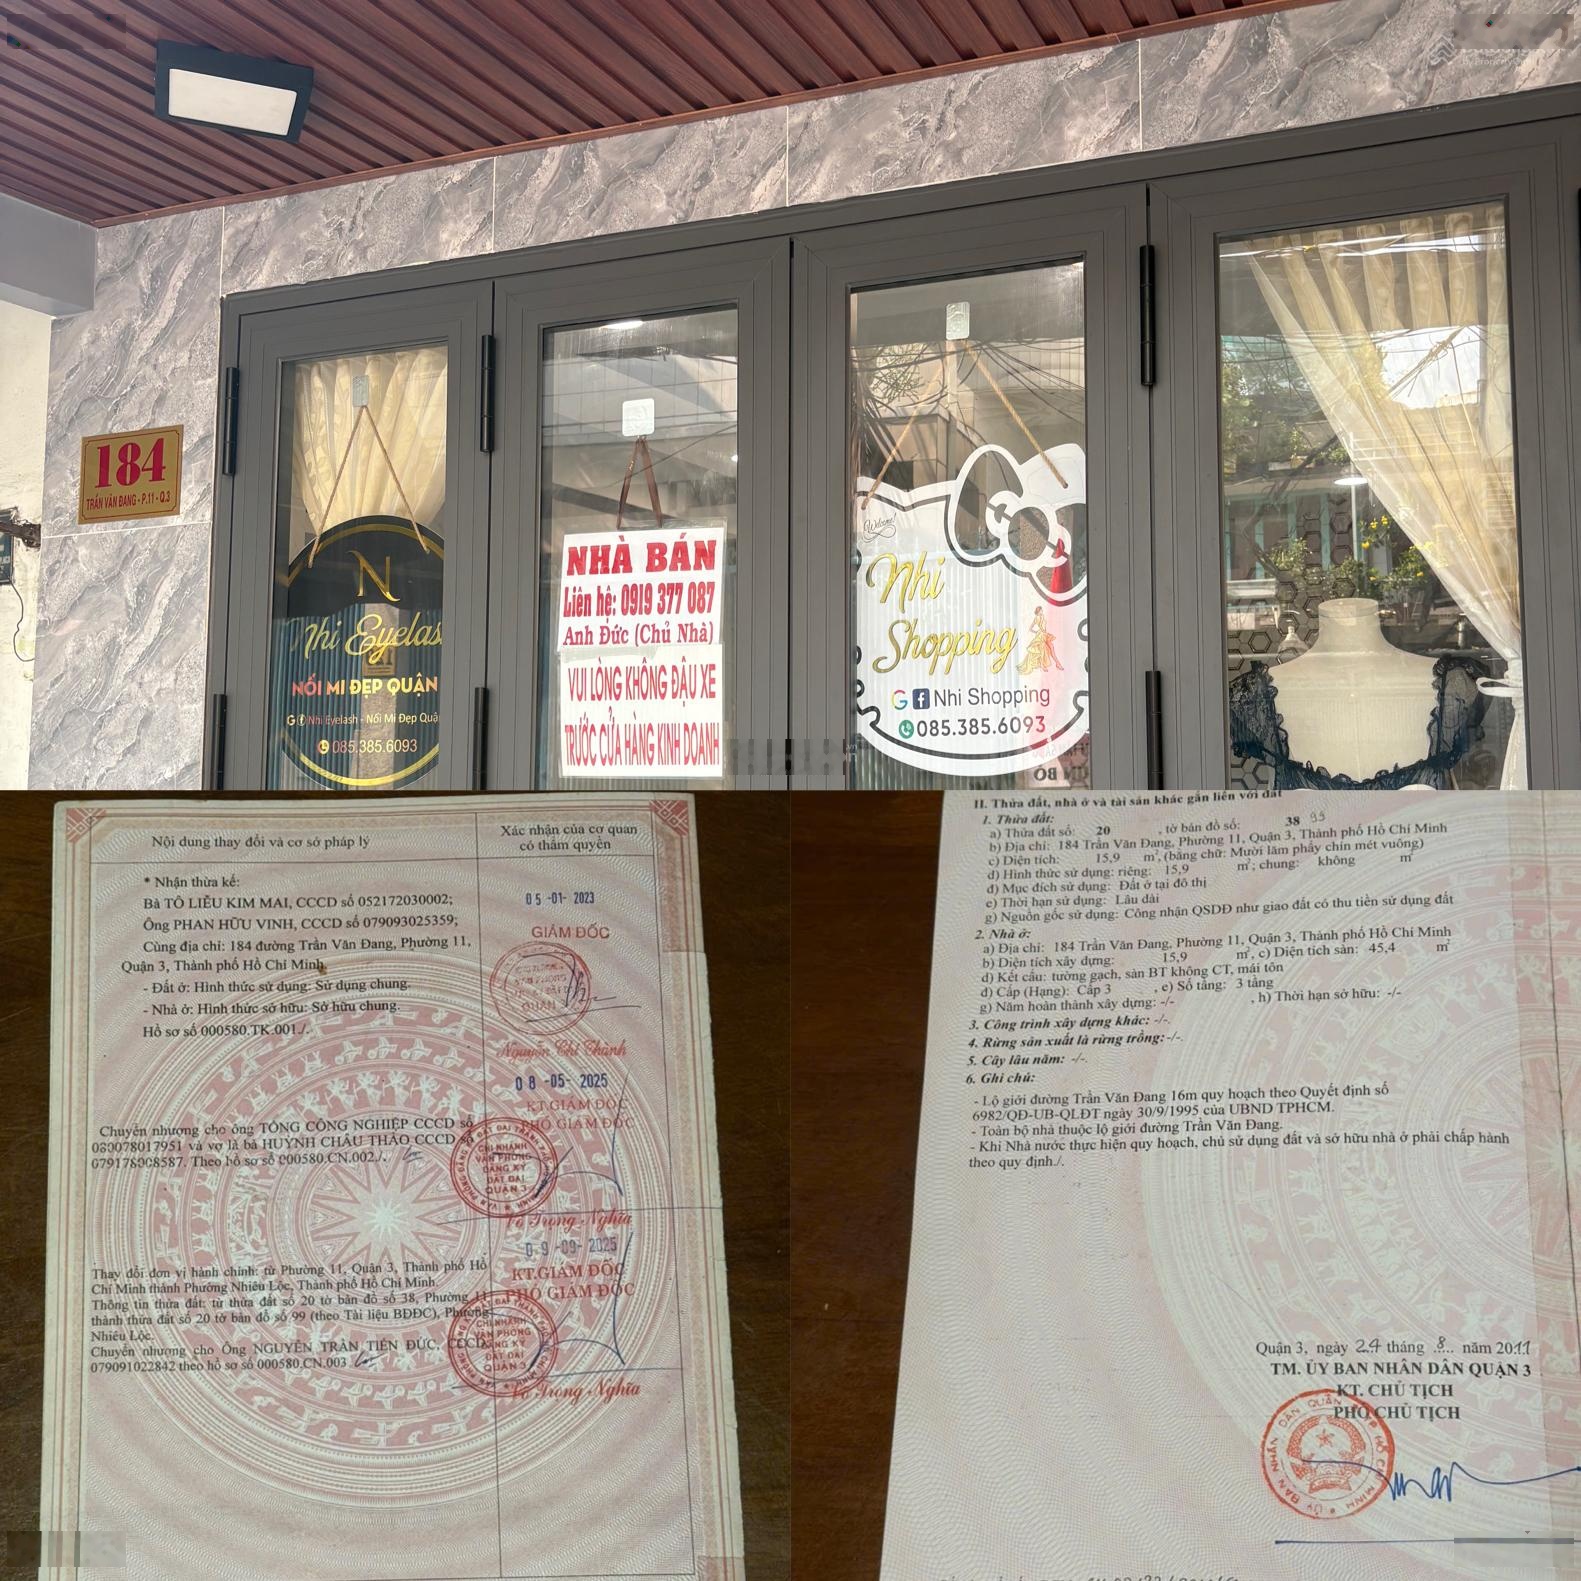 184
TRẦN VĂN ĐANG - P.11 - Q.3
N
Nhi Eyelas
NỐI MI ĐẸP QUẬN
Nhi Eyelash - Nối Mi Đẹp Quậ
085.385.6093
NHÀ BÁN
Liên hệ: 0919 377 087
Anh Đức (Chủ Nhà)
VUI LÒNG KHÔNG ĐẬU XE
TRƯỚC CỬA HÀNG KINH DOANH
Welcome!
Nhi
Shopping
Nhi Shopping
085.385.6093
Nội dung thay đổi và cơ sở pháp lý
Xác nhận của cơ quan
có thẩm quyền
* Nhận thừa kế:
Bà TÔ LIỄU KIM MAI, CCCD số 052172030002;
Ông PHAN HỮU VINH, CCCD số 079093025359;
Cùng địa chỉ: 184 đường Trần Văn Đang, Phường 11,
Quận 3, Thành phố Hồ Chí Minh.
- Đất ở: Hình thức sử dụng: Sử dụng chung.
- Nhà ở: Hình thức sở hữu: Sở hữu chung.
Hồ sơ số 000580.TK.001./.
05-01-2023
GIÁM ĐỐC
Nguyễn Chí Thành
Chuyển nhượng cho ông TỐNG CÔNG NGHIỆP CCCD số
080078017951 và vợ là bà HUỲNH CHÂU THẢO CCCD số
079178008587. Theo hồ sơ số 000580.CN.002./.
08-05-2025
KT.GIÁM ĐỐC
PHÓ GIÁM ĐỐC
CHI NHÁNH
VĂN PHÒNG
ĐĂNG KÝ
ĐẤT ĐAI
QUẬN 3
Võ Trọng Nghĩa
Thay đổi đơn vị hành chính: từ Phường 11, Quận 3, Thành phố Hồ
Chí Minh thành Phường Nhiêu Lộc, Thành phố Hồ Chí Minh.
Thông tin thửa đất: từ thửa đất số 20 tờ bản đồ số 38, Phường 11
thành thửa đất số 20 tờ bản đồ số 99 (theo Tài liệu BĐĐC), Phường
Nhiêu Lộc.
Chuyển nhượng cho Ông NGUYỄN TRẦN TIẾN ĐỨC, CCCD
079091022842 theo hồ sơ số 000580.CN.003
09-09-2025
KT.GIÁM ĐỐC
PHÓ GIÁM ĐỐC
CHI NHÁNH
VĂN PHÒNG
ĐĂNG KÝ
ĐẤT ĐAI
QUẬN 3
Võ Trọng Nghĩa
II. Thửa đất, nhà ở và tài sản khác gắn liền với đất
1. Thửa đất:
a) Thửa đất số: 20 , tờ bản đồ số: 38 99
b) Địa chỉ: 184 Trần Văn Đang, Phường 11, Quận 3, Thành phố Hồ Chí Minh
c) Diện tích: 15,9 m², (bằng chữ: Mười lăm phẩy chín mét vuông)
d) Hình thức sử dụng: riêng: 15,9 m²; chung: không m²
đ) Mục đích sử dụng: Đất ở tại đô thị
e) Thời hạn sử dụng: Lâu dài
g) Nguồn gốc sử dụng: Công nhận QSDĐ như giao đất có thu tiền sử dụng đất
2. Nhà ở:
a) Địa chỉ: 184 Trần Văn Đang, Phường 11, Quận 3, Thành phố Hồ Chí Minh
b) Diện tích xây dựng: 15,9 m², c) Diện tích sàn: 45,4 m²
d) Kết cấu: tường gạch, sàn BT không CT, mái tôn
đ) Cấp (Hạng): Cấp 3 , e) Số tầng: 3 tầng
g) Năm hoàn thành xây dựng: -/- , h) Thời hạn sở hữu: -/-
3. Công trình xây dựng khác: -/-.
4. Rừng sản xuất là rừng trồng: -/-.
5. Cây lâu năm: -/-.
6. Ghi chú:
- Lộ giới đường Trần Văn Đang 16m quy hoạch theo Quyết định số
6982/QĐ-UB-QLĐT ngày 30/9/1995 của UBND TPHCM.
- Toàn bộ nhà thuộc lộ giới đường Trần Văn Đang.
- Khi Nhà nước thực hiện quy hoạch, chủ sử dụng đất và sở hữu nhà ở phải chấp hành
theo quy định./.
Quận 3, ngày 24 tháng 8 năm 2011
TM. ỦY BAN NHÂN DÂN QUẬN 3
KT. CHỦ TỊCH
PHÓ CHỦ TỊCH